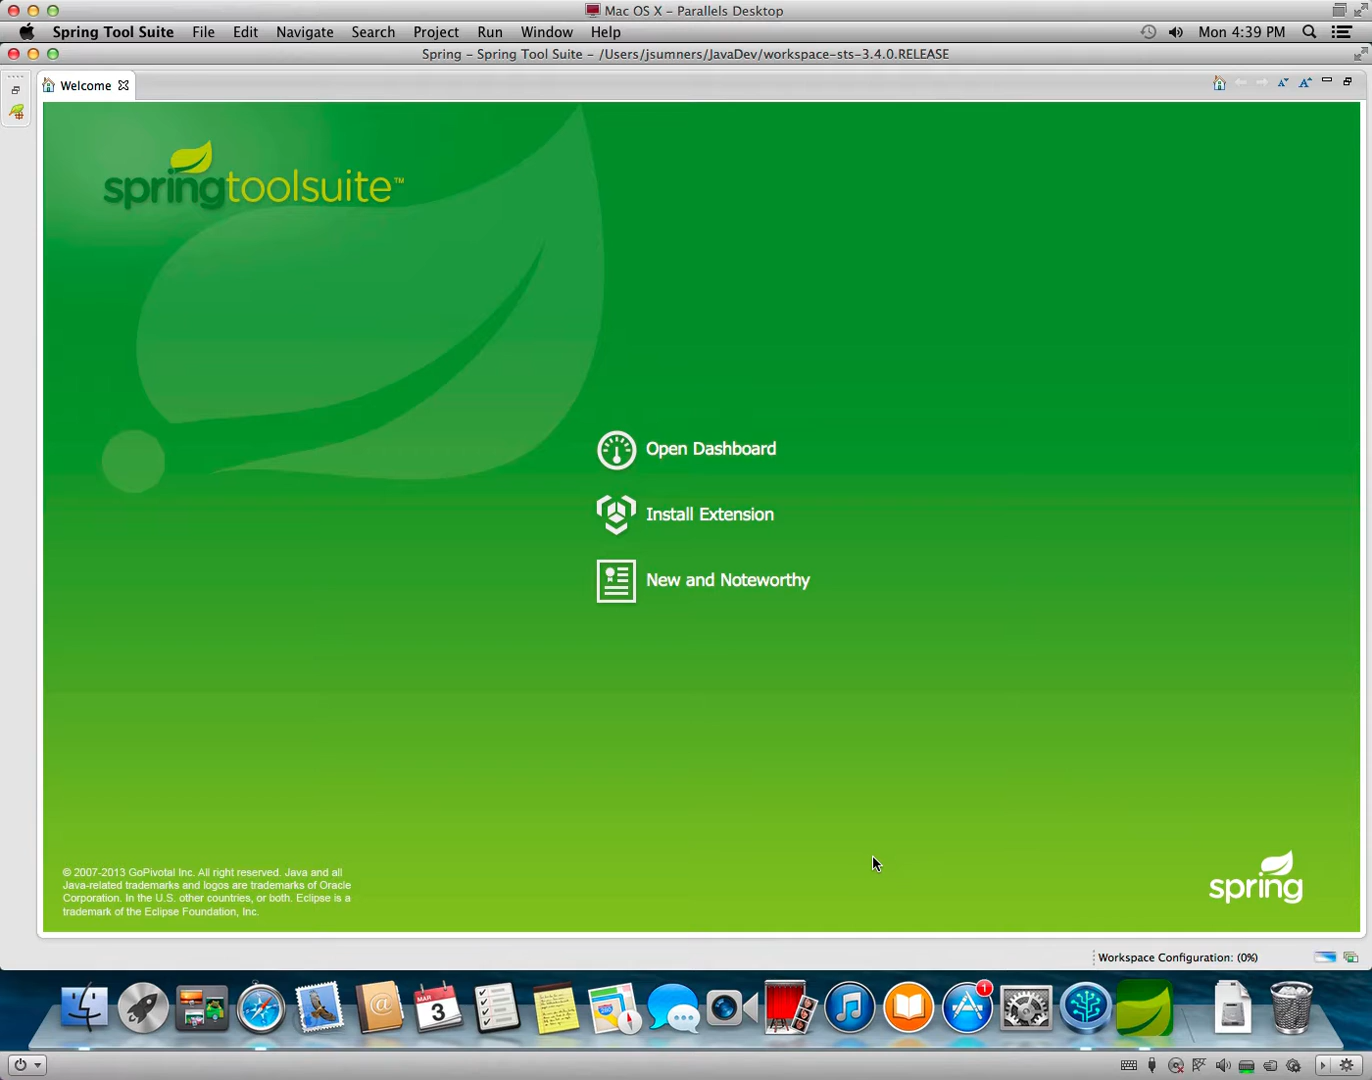 Mac OS X - Parallels Desktop
Spring Tool Suite File Edit Navigate Search Project Run Window Help Mon 4:39 PM
Spring – Spring Tool Suite – /Users/jsumners/JavaDev/workspace-sts-3.4.0.RELEASE
Welcome
springtoolsuite™
Open Dashboard
Install Extension
New and Noteworthy
© 2007-2013 GoPivotal Inc. All right reserved. Java and all
Java-related trademarks and logos are trademarks of Oracle
Corporation. In the U.S. other countries, or both. Eclipse is a
trademark of the Eclipse Foundation, Inc.
spring
Workspace Configuration: (0%)
MAR
3
1